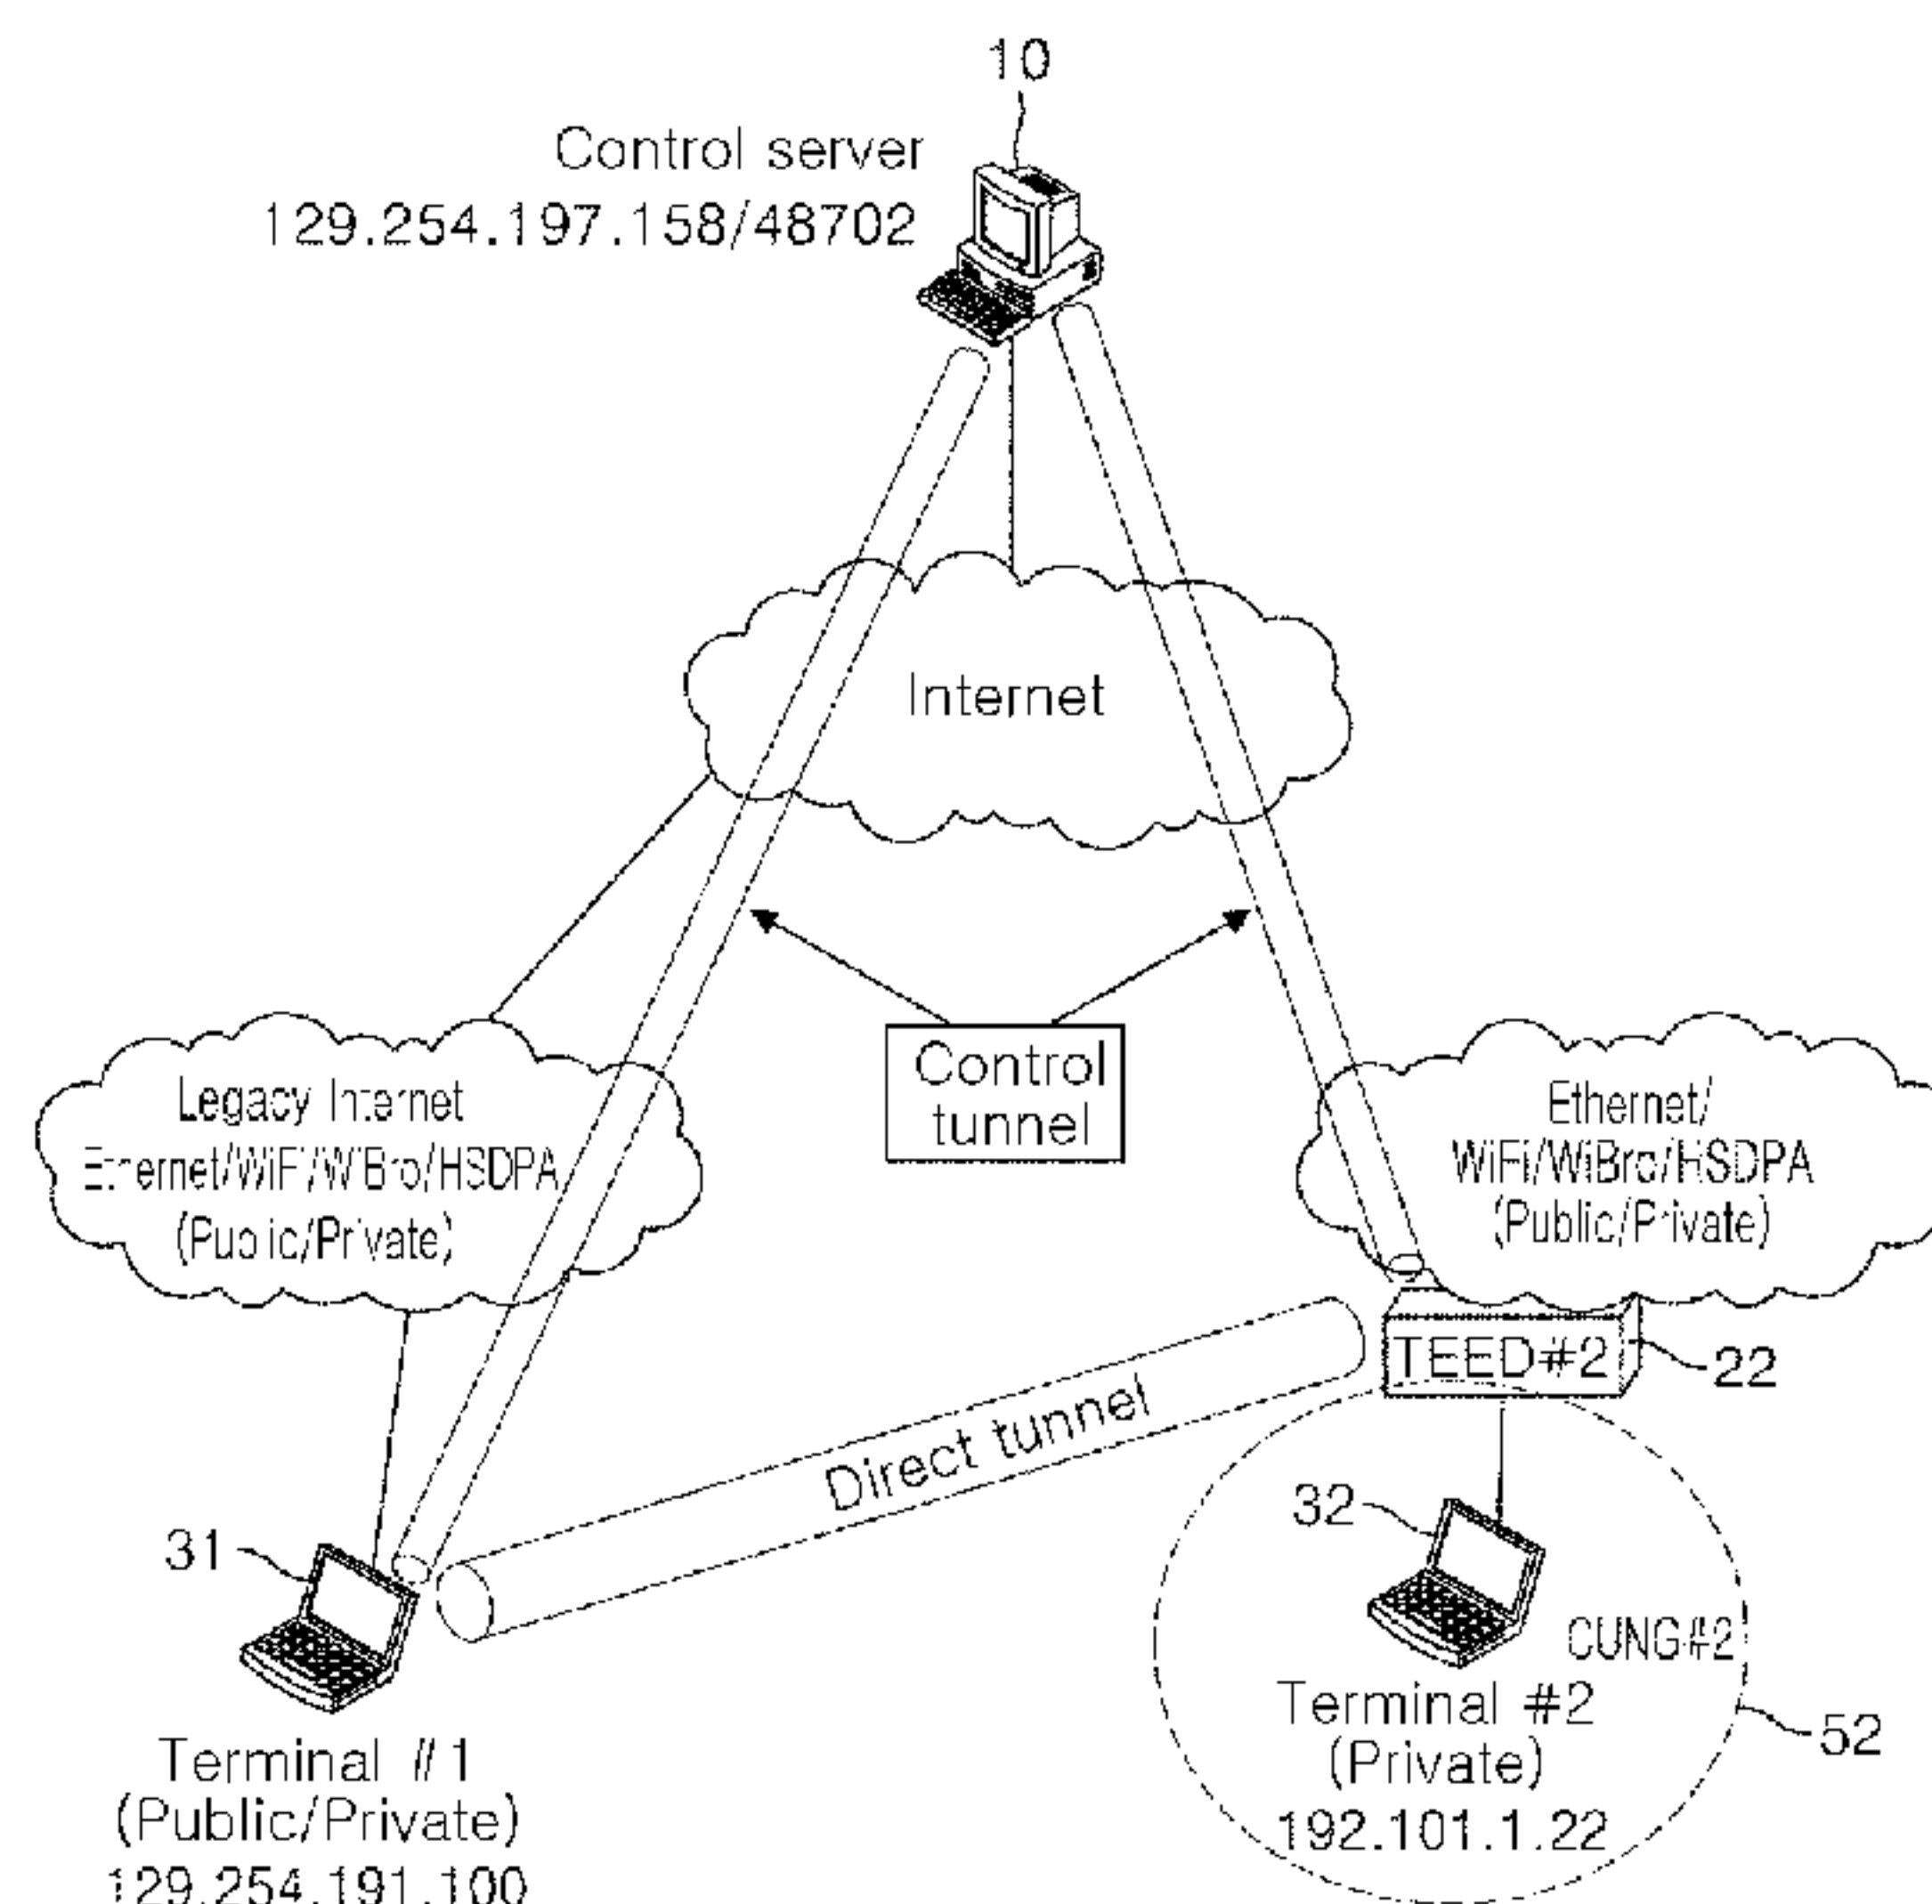 10
Control server
129.254.197.158/48702
Internet
Control
tunnel
Legacy Internet
Ethernet/WiFi/WiBro/HSDPA
(Public/Private)
Ethernet/
WiFi/WiBro/HSDPA
(Public/Private)
TEED#2
22
Direct tunnel
31
32
CUNG#2
Terminal #1
(Public/Private)
129.254.191.100
Terminal #2
(Private)
192.101.1.22
52